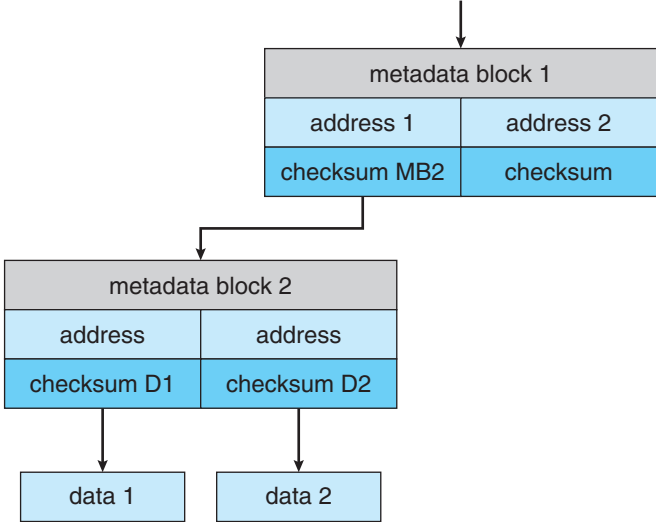 metadata block 1
address 1 address 2
checksum MB2 checksum
metadata block 2
address address
checksum D1 checksum D2
data 1 data 2